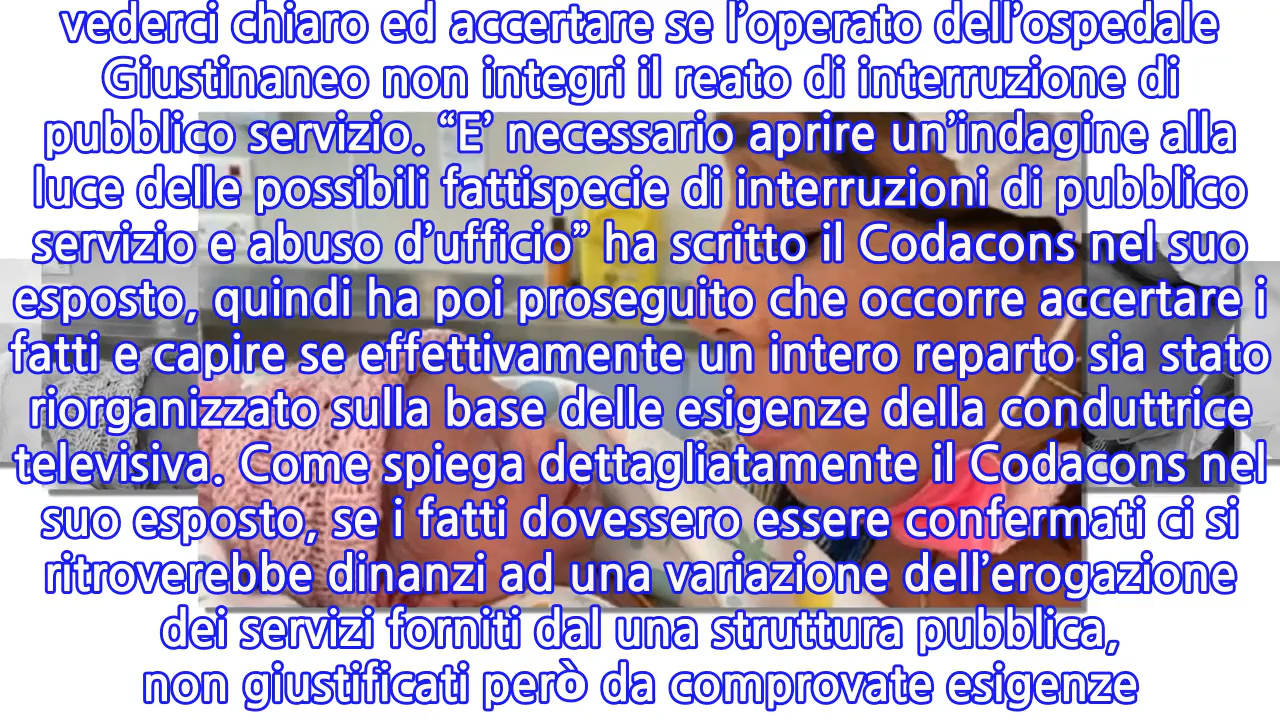 vederci chiaro ed accertare se l’operato dell’ospedale
Giustinaneo non integri il reato di interruzione di
pubblico servizio. “E’ necessario aprire un’indagine alla
luce delle possibili fattispecie di interruzioni di pubblico
servizio e abuso d’ufficio” ha scritto il Codacons nel suo
esposto, quindi ha poi proseguito che occorre accertare i
fatti e capire se effettivamente un intero reparto sia stato
riorganizzato sulla base delle esigenze della conduttrice
televisiva. Come spiega dettagliatamente il Codacons nel
suo esposto, se i fatti dovessero essere confermati ci si
ritroverebbe dinanzi ad una variazione dell’erogazione
dei servizi forniti dal una struttura pubblica,
non giustificati però da comprovate esigenze